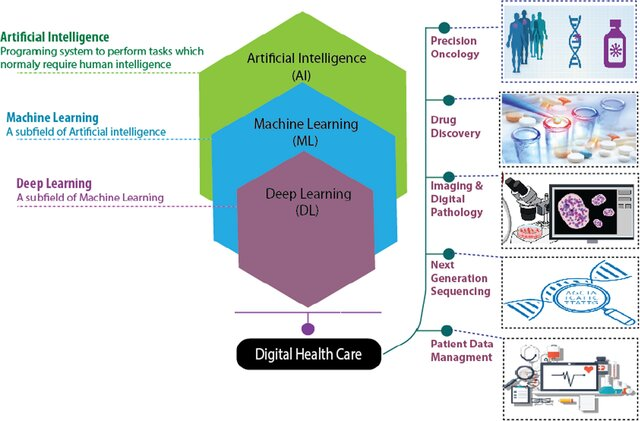 Artificial Intelligence
Programing system to perform tasks which
normaly require human intelligence
Machine Learning
A subfield of Artificial intelligence
Deep Learning
A subfield of Machine Learning
Artificial Intelligence
(AI)
Machine Learning
(ML)
Deep Learning
(DL)
Digital Health Care
Precision
Oncology
Drug
Discovery
Imaging &
Digital
Pathology
Next
Generation
Sequencing
Patient Data
Managment